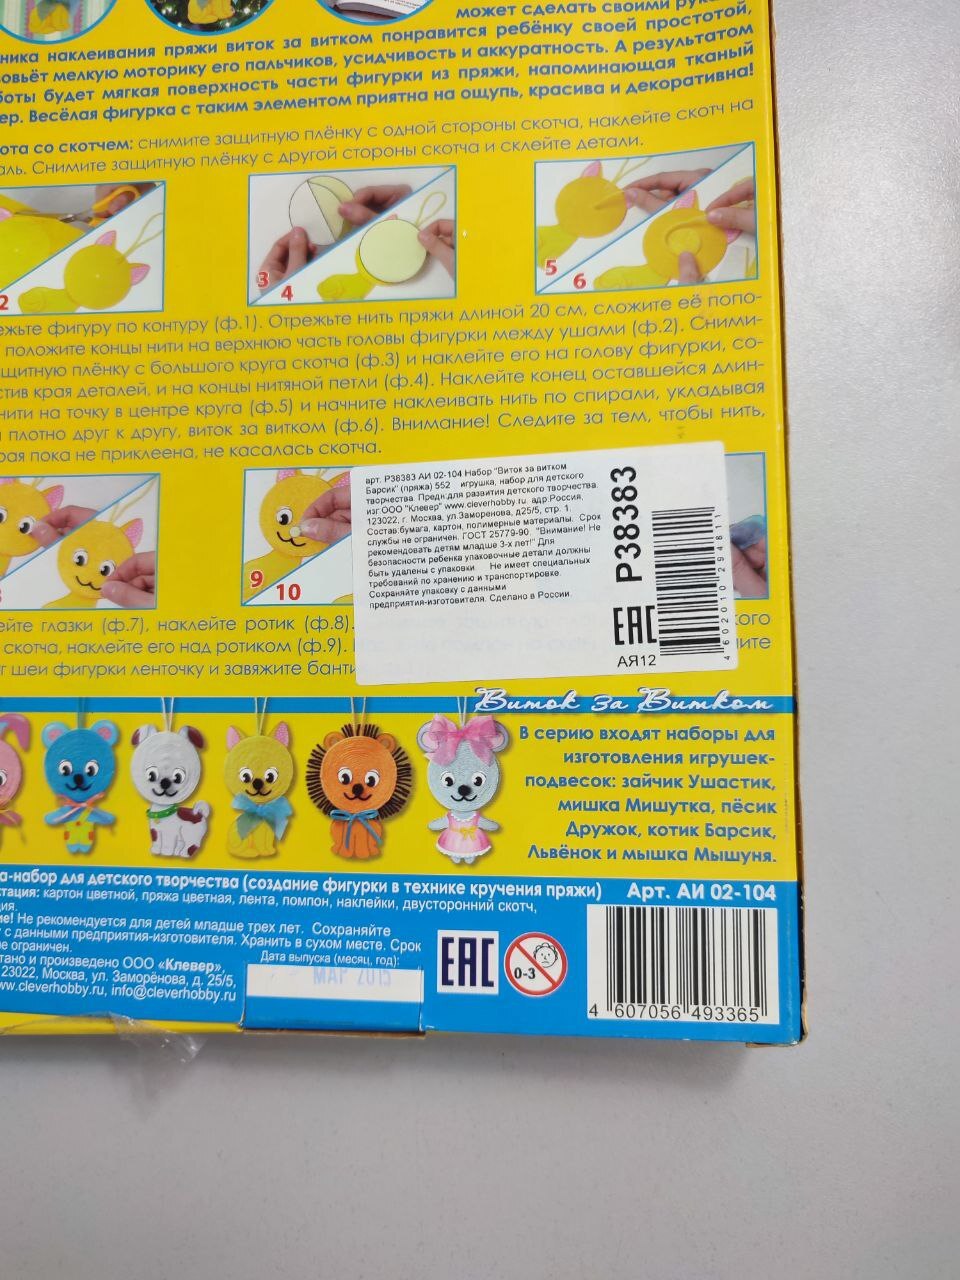 может сделать своими
ника наклеивания пряжи виток за витком понравится ребёнку своей простотой,
овьёт мелкую моторику его пальчиков, усидчивость и аккуратность. А результатом
боты будет мягкая поверхность части фигурки из пряжи, напоминающая тканый
ер. Весёлая фигурка с таким элементом приятна на ощупь, красива и декоративна!
ота со скотчем: снимите защитную плёнку с одной стороны скотча, наклейте скотч на
аль. Снимите защитную плёнку с другой стороны скотча и склейте детали.
2
3
4
5
6
ежьте фигуру по контуру (ф.1). Отрежьте нить пряжи длиной 20 см, сложите её попо-
положите концы нити на верхнюю часть головы фигурки между ушами (ф.2). Сними-
ащитную плёнку с большого круга скотча (ф.3) и наклейте его на голову фигурки, со-
стив края деталей, и на концы нитяной петли (ф.4). Наклейте конец оставшейся длин-
нити на точку в центре круга (ф.5) и начните наклеивать нить по спирали, укладывая
плотно друг к другу, виток за витком (ф.6). Внимание! Следите за тем, чтобы нить,
рая пока не приклеена, не касалась скотча.
9
10
арт. Р38383 АИ 02-104 Набор "Виток за витком
Барсик" (пряжа) 552 игрушка, набор для детского
творчества. Предн.для развития детского творчества.
изг.ООО "Клевер" www.cleverhobby.ru. адр.Россия,
123022, г. Москва, ул.Заморенова, д25/5, стр. 1.
Состав:бумага, картон, полимерные материалы. Срок
службы не ограничен. ГОСТ 25779-90. "Внимание! Не
рекомендовать детям младше 3-х лет!" Для
безопасности ребенка упаковочные детали должны
быть удалены с упаковки. Не имеет специальных
требований по хранению и транспортировке.
Сохраняйте упаковку с данными
предприятия-изготовителя. Сделано в России.
Р38383
EAC
АЯ12
4602010294811
ейте глазки (ф.7), наклейте ротик (ф.8).
кого
скотча, наклейте его над ротиком (ф.9).
ите
г шеи фигурки ленточку и завяжите банти
Виток за Витком
В серию входят наборы для
изготовления игрушек-
подвесок: зайчик Ушастик,
мишка Мишутка, пёсик
Дружок, котик Барсик,
Львёнок и мышка Мышуня.
а-набор для детского творчества (создание фигурки в технике кручения пряжи) Арт. АИ 02-104
ктация: картон цветной, пряжа цветная, лента, помпон, наклейки, двусторонний скотч,
ция.
ие! Не рекомендуется для детей младше трех лет. Сохраняйте
у с данными предприятия-изготовителя. Хранить в сухом месте. Срок
не ограничен.
Дата выпуска (месяц, год):
тано и произведено ООО «Клевер»,
23022, Москва, ул. Заморёнова, д. 25/5,
ww.cleverhobby.ru, info@cleverhobby.ru
МАР 2015
EAC
0-3
4 607056 493365